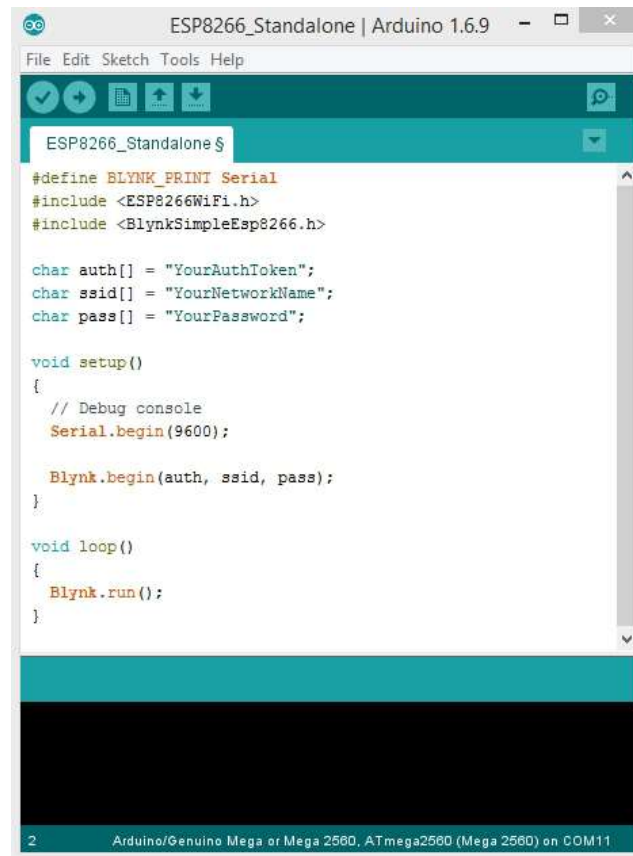 ESP8266_Standalone | Arduino 1.6.9
File Edit Sketch Tools Help
ESP8266_Standalone §
#define BLYNK_PRINT Serial
#include <ESP8266WiFi.h>
#include <BlynkSimpleEsp8266.h>
char auth[] = "YourAuthToken";
char ssid[] = "YourNetworkName";
char pass[] = "YourPassword";
void setup()
{
// Debug console
Serial.begin(9600);
Blynk.begin(auth, ssid, pass);
}
void loop()
{
Blynk.run();
}
2 Arduino/Genuino Mega or Mega 2560, ATmega2560 (Mega 2560) on COM11